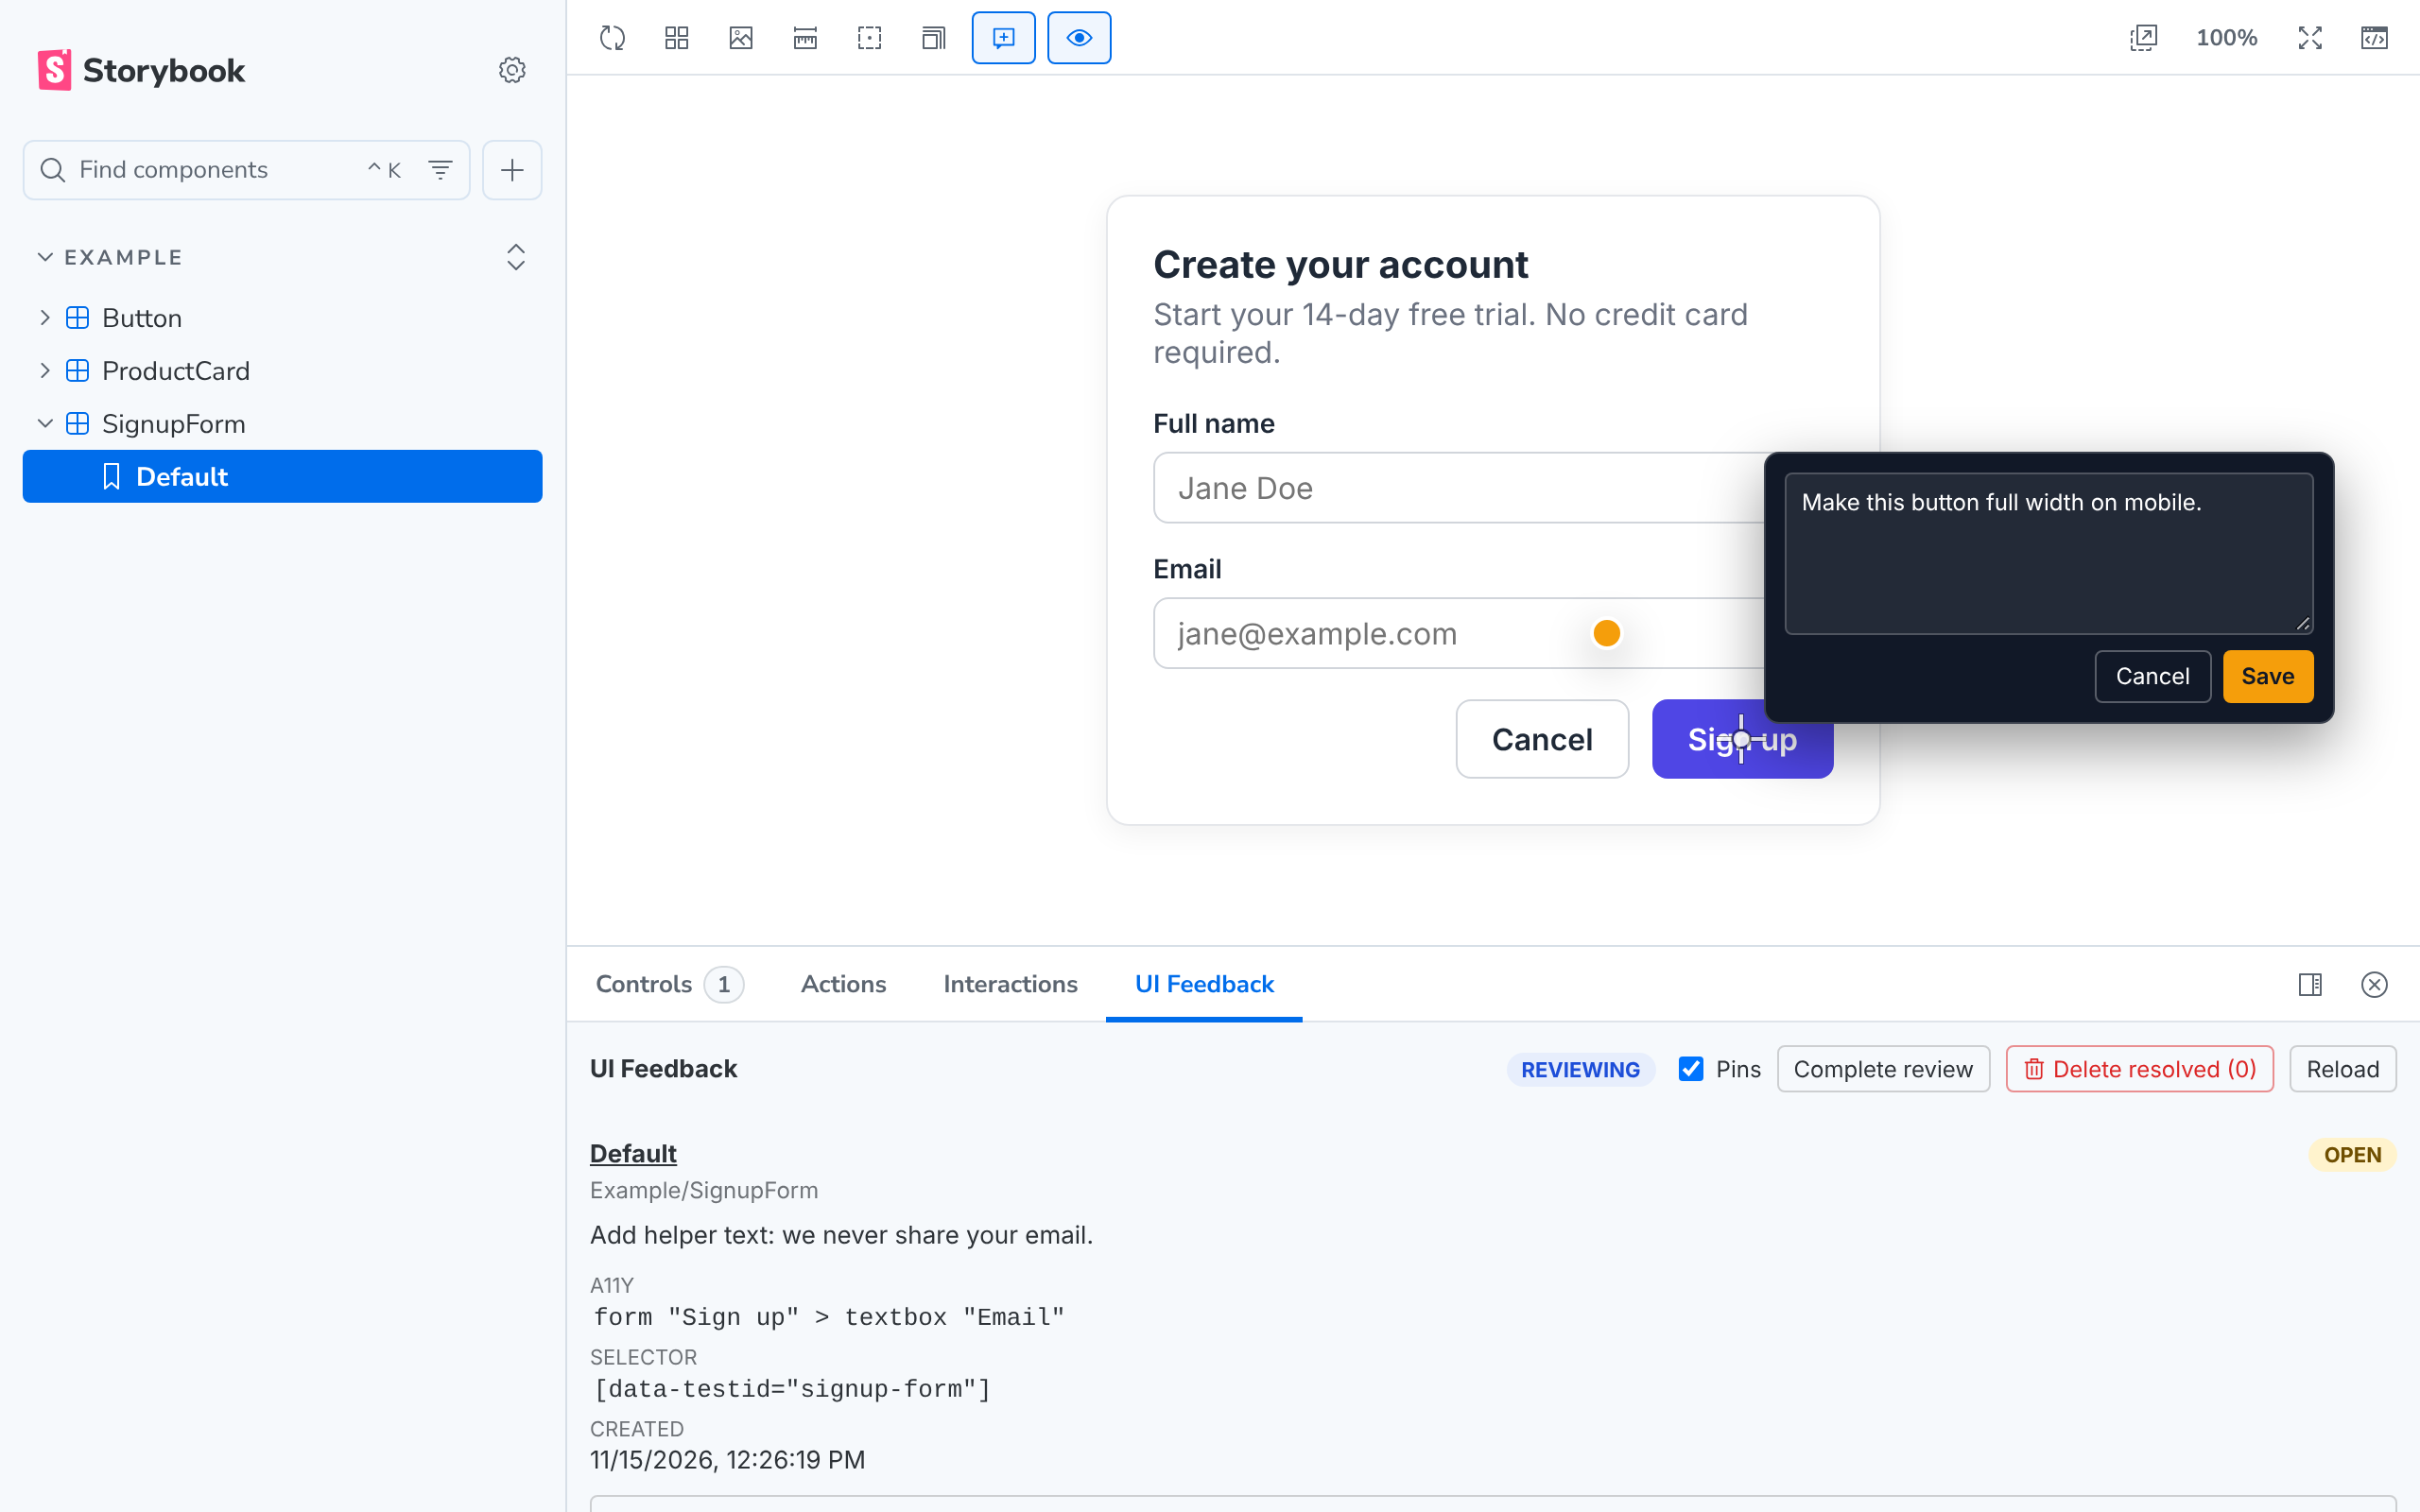 Storybook
Find components
^ K
EXAMPLE
Button
ProductCard
SignupForm
Default
100%
Create your account
Start your 14-day free trial. No credit card
required.
Full name
Jane Doe
Email
jane@example.com
Cancel
Sign up
Make this button full width on mobile.
Cancel
Save
Controls 1
Actions
Interactions
UI Feedback
UI Feedback
REVIEWING
Pins
Complete review
Delete resolved (0)
Reload
Default
OPEN
Example/SignupForm
Add helper text: we never share your email.
A11Y
form "Sign up" > textbox "Email"
SELECTOR
[data-testid="signup-form"]
CREATED
11/15/2026, 12:26:19 PM